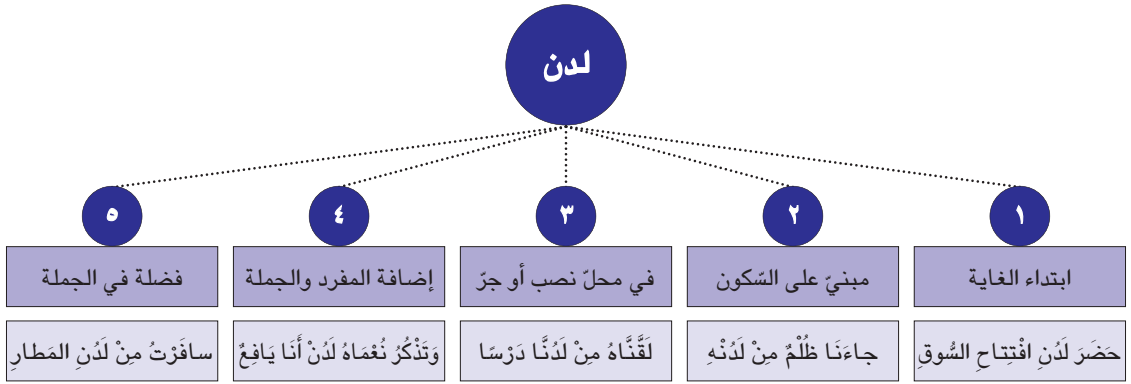 لدن
١
٢
٣
٤
٥
ابتداء الغاية
مبنيّ على السّكون
في محلّ نصب أو جرّ
إضافة المفرد والجملة
فضلة في الجملة
حَضَرَ لَدُنِ افْتِتاحِ السُّوقِ
جاءَنَا ظُلْمٌ مِنْ لَدُنْهِ
لَقَّنَّاهُ مِنْ لَدُنَّا دَرْسًا
وَتَذْكُرُ نُعْمَاهُ لَدُنْ أَنَا يَافِعٌ
سافَرْتُ مِنْ لَدُنِ المَطارِ